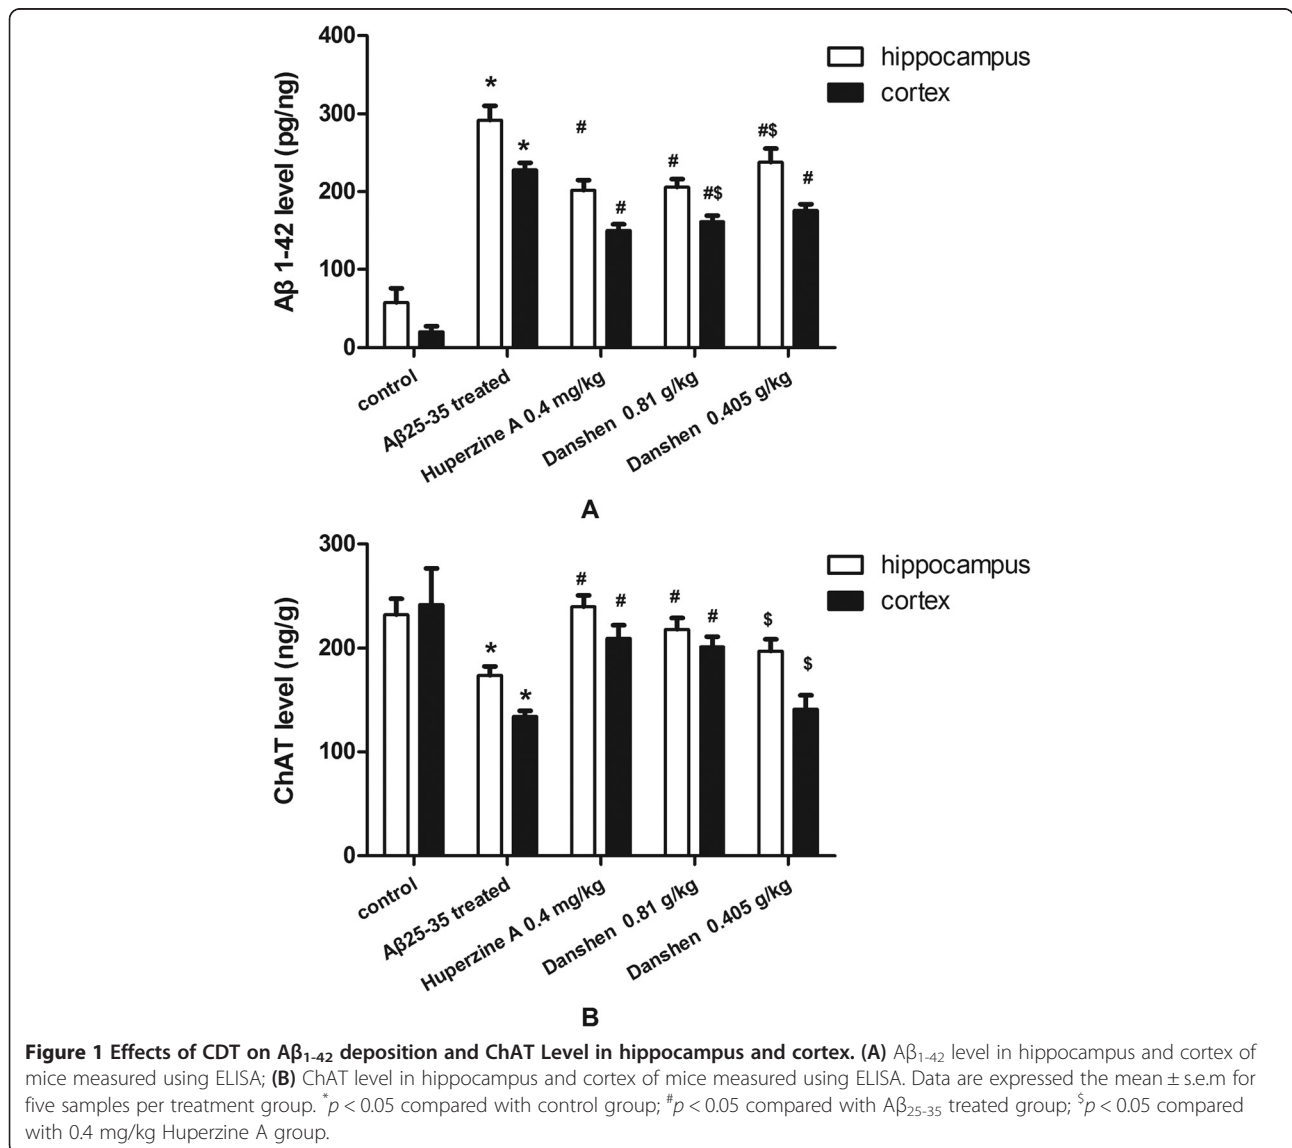 400
300
200
100
0
Aβ 1-42 level (pg/ng)
hippocampus
cortex
*
*
#
#
#
#$
#$
#
control
Aβ25-35 treated
Huperzine A 0.4 mg/kg
Danshen 0.81 g/kg
Danshen 0.405 g/kg
A
300
200
100
0
ChAT level (ng/g)
hippocampus
cortex
*
*
#
#
#
#
$
$
control
Aβ25-35 treated
Huperzine A 0.4 mg/kg
Danshen 0.81 g/kg
Danshen 0.405 g/kg
B
Figure 1 Effects of CDT on Aβ1-42 deposition and ChAT Level in hippocampus and cortex. (A) Aβ1-42 level in hippocampus and cortex of
mice measured using ELISA; (B) ChAT level in hippocampus and cortex of mice measured using ELISA. Data are expressed the mean ± s.e.m for
five samples per treatment group. *p < 0.05 compared with control group; #p < 0.05 compared with Aβ25-35 treated group; $p < 0.05 compared
with 0.4 mg/kg Huperzine A group.